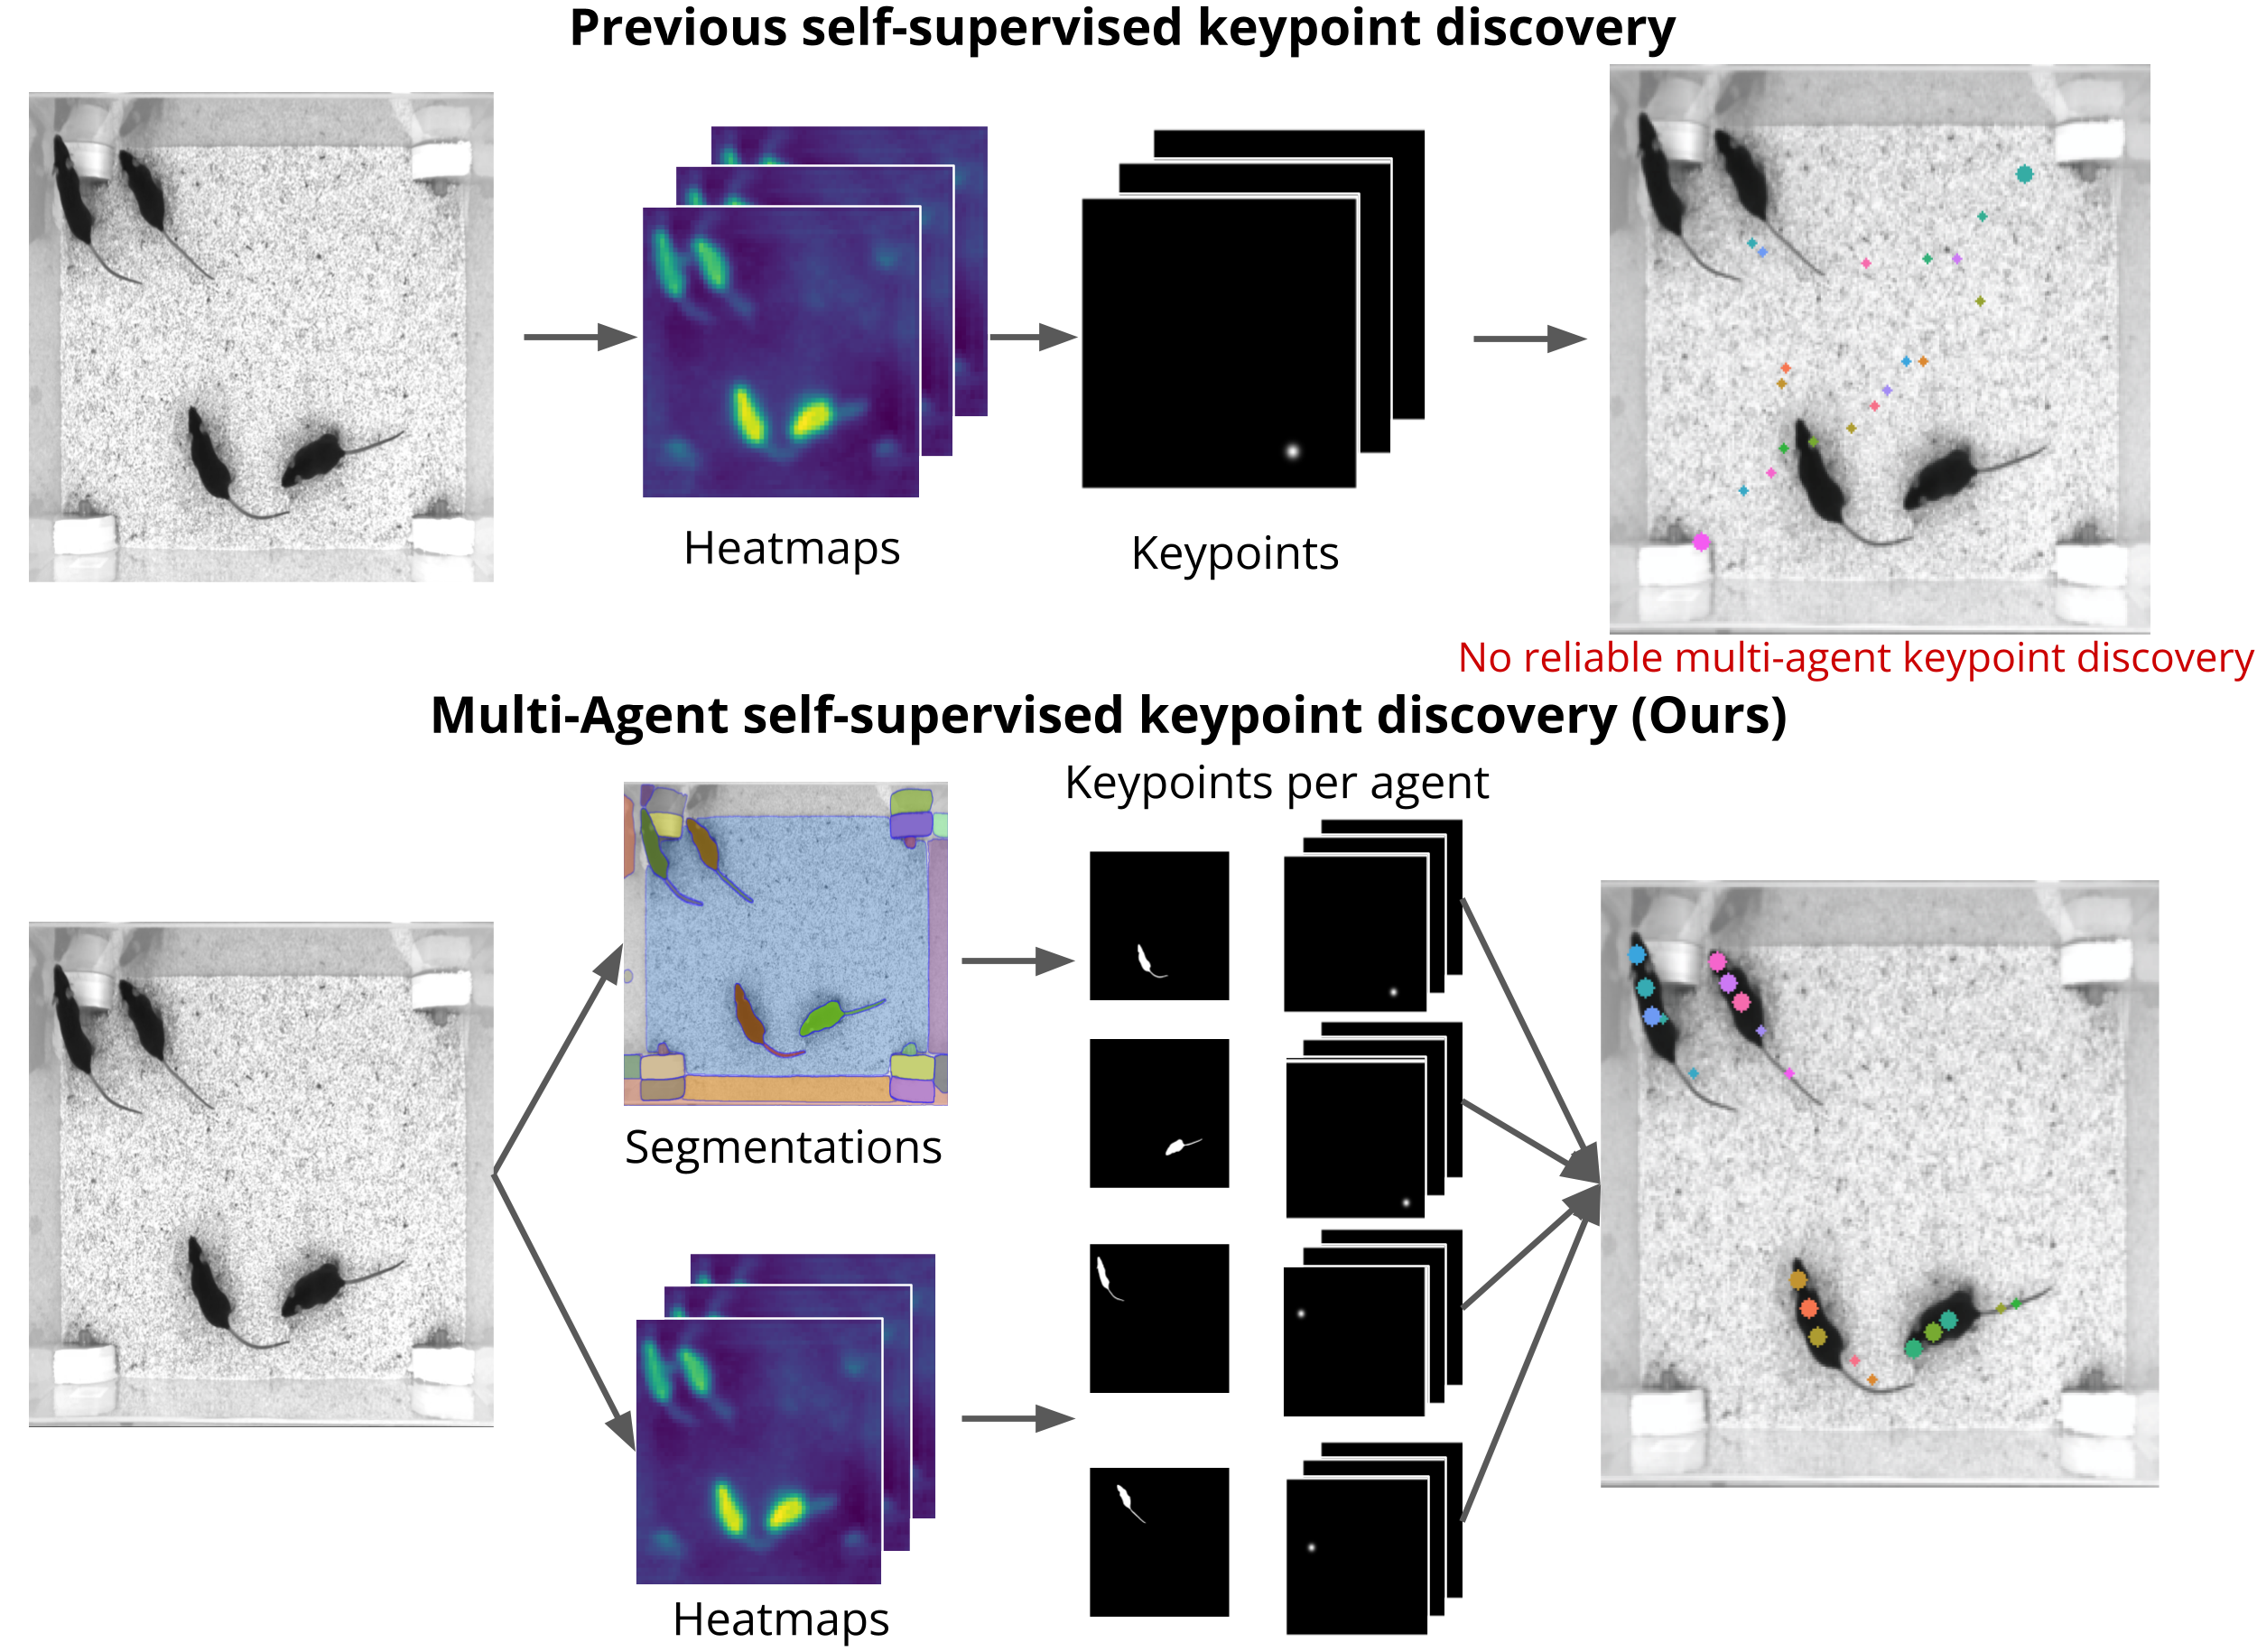 Previous self-supervised keypoint discovery
Heatmaps
Keypoints
No reliable multi-agent keypoint discovery
Multi-Agent self-supervised keypoint discovery (Ours)
Keypoints per agent
Segmentations
Heatmaps